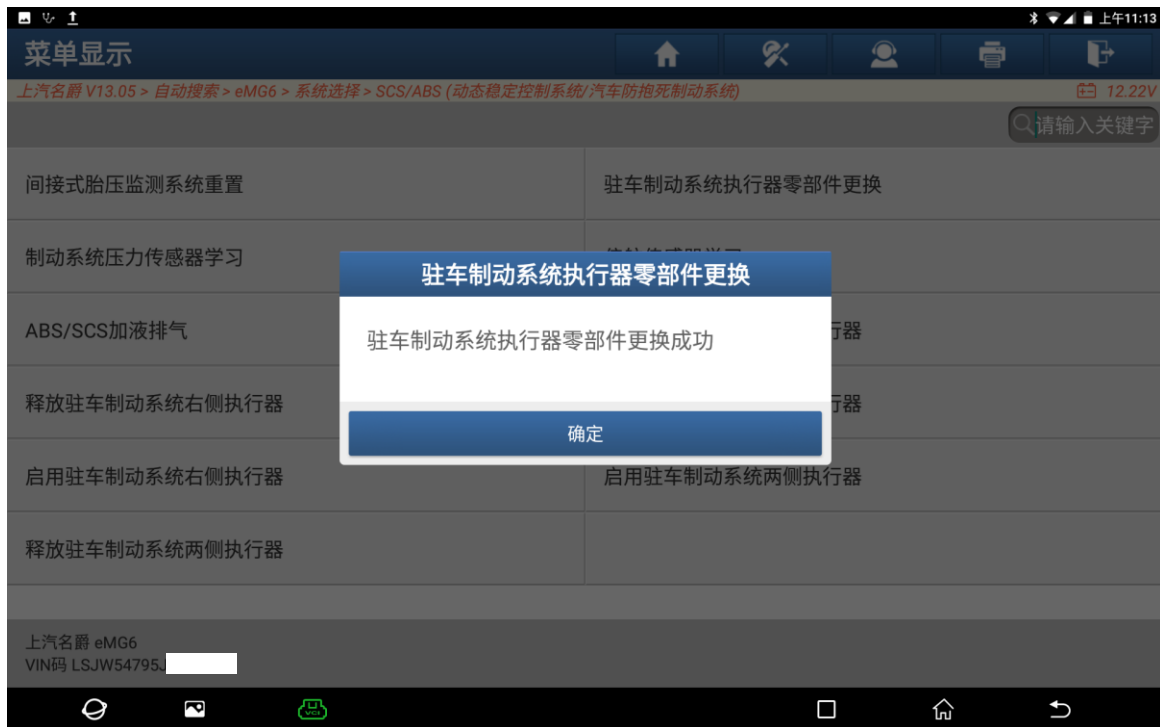 上午11:13
菜单显示
上汽名爵 V13.05 > 自动搜索 > eMG6 > 系统选择 > SCS/ABS (动态稳定控制系统/汽车防抱死制动系统)
12.22V
请输入关键字
间接式胎压监测系统重置
驻车制动系统执行器零部件更换
制动系统压力传感器学习
驻车制动系统执行器零部件更换
ABS/SCS加液排气
行器
驻车制动系统执行器零部件更换成功
释放驻车制动系统右侧执行器
行器
确定
启用驻车制动系统右侧执行器
启用驻车制动系统两侧执行器
释放驻车制动系统两侧执行器
上汽名爵 eMG6
VIN码 LSJW54795J
VCI